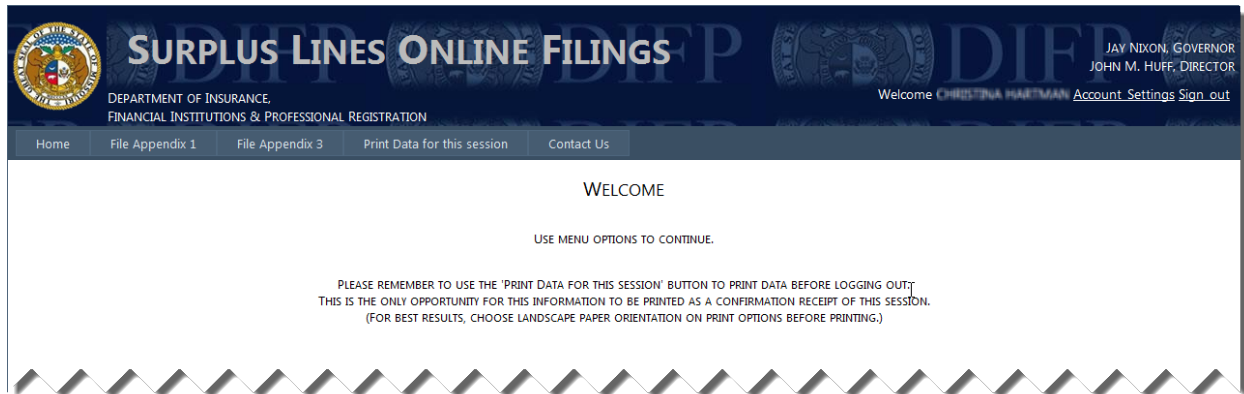 SURPLUS LINES ONLINE FILINGS
JAY NIXON, GOVERNOR
JOHN M. HUFF, DIRECTOR
DEPARTMENT OF INSURANCE,
FINANCIAL INSTITUTIONS & PROFESSIONAL REGISTRATION
Welcome Account Settings Sign out
Home File Appendix 1 File Appendix 3 Print Data for this session Contact Us
WELCOME
USE MENU OPTIONS TO CONTINUE.
PLEASE REMEMBER TO USE THE 'PRINT DATA FOR THIS SESSION' BUTTON TO PRINT DATA BEFORE LOGGING OUT.
THIS IS THE ONLY OPPORTUNITY FOR THIS INFORMATION TO BE PRINTED AS A CONFIRMATION RECEIPT OF THIS SESSION.
(FOR BEST RESULTS, CHOOSE LANDSCAPE PAPER ORIENTATION ON PRINT OPTIONS BEFORE PRINTING.)